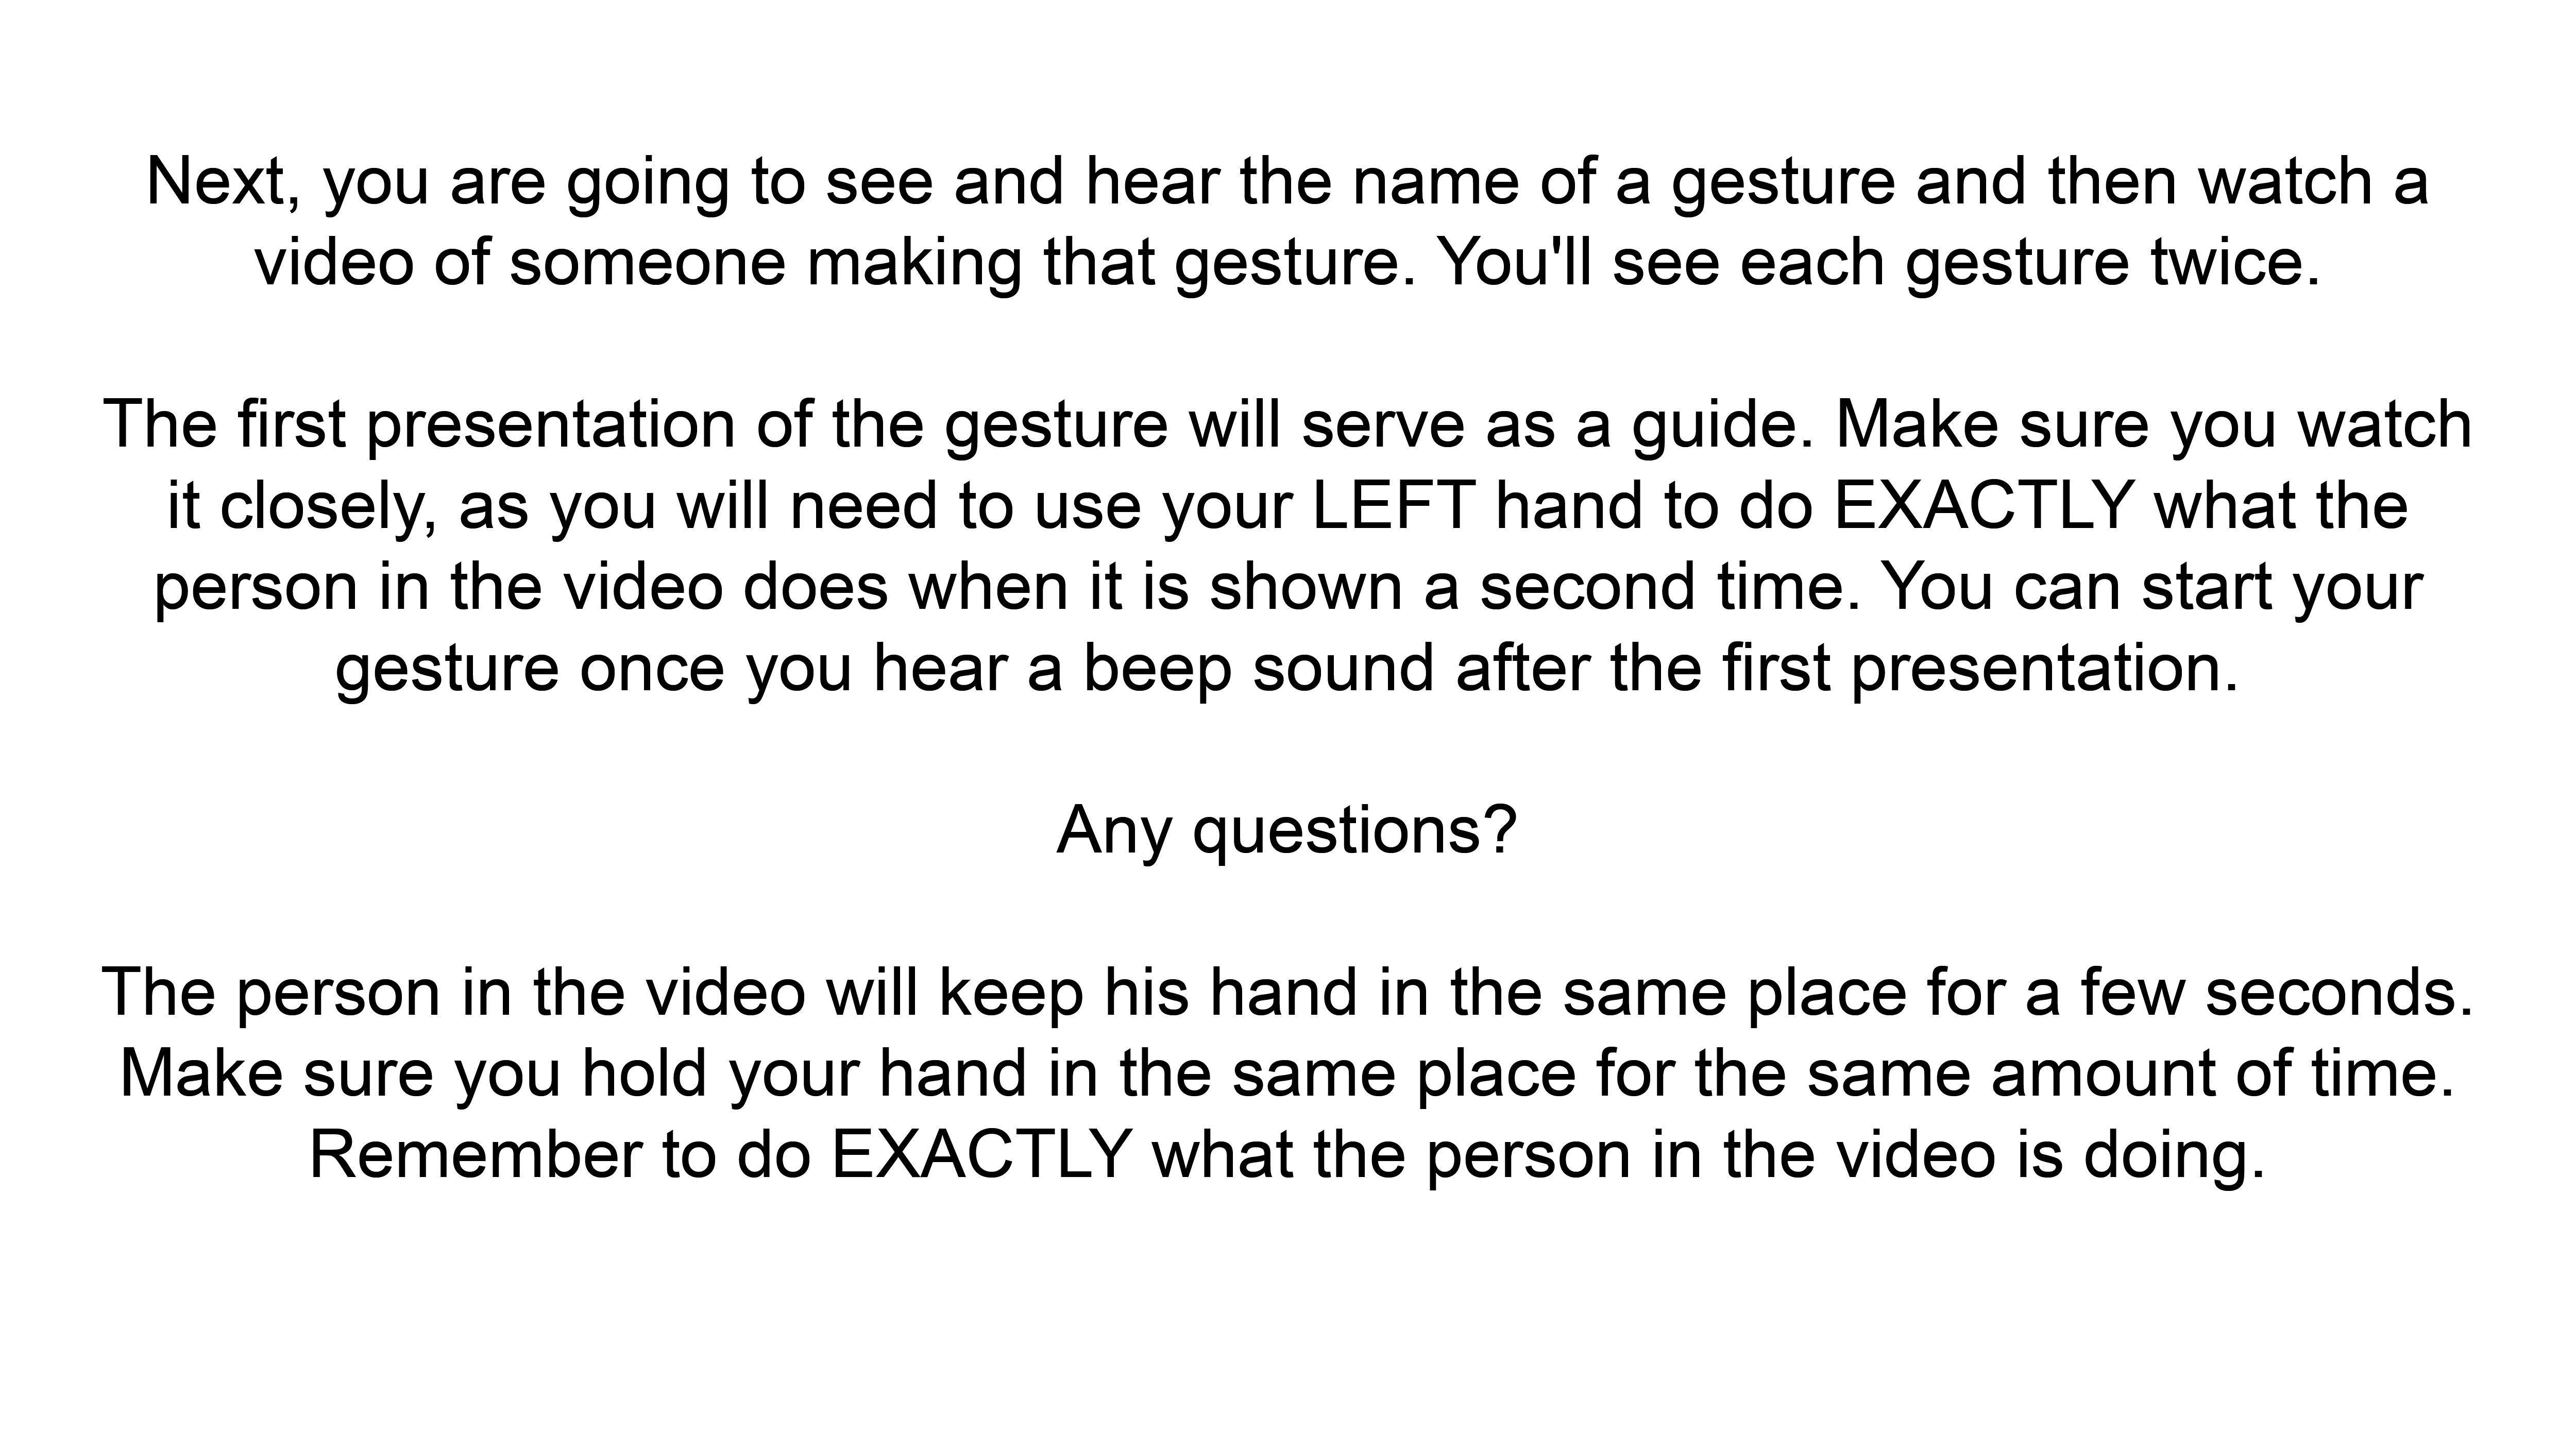 Next, you are going to see and hear the name of a gesture and then watch a
video of someone making that gesture. You'll see each gesture twice.
The first presentation of the gesture will serve as a guide. Make sure you watch
it closely, as you will need to use your LEFT hand to do EXACTLY what the
person in the video does when it is shown a second time. You can start your
gesture once you hear a beep sound after the first presentation.
Any questions?
The person in the video will keep his hand in the same place for a few seconds.
Make sure you hold your hand in the same place for the same amount of time.
Remember to do EXACTLY what the person in the video is doing.